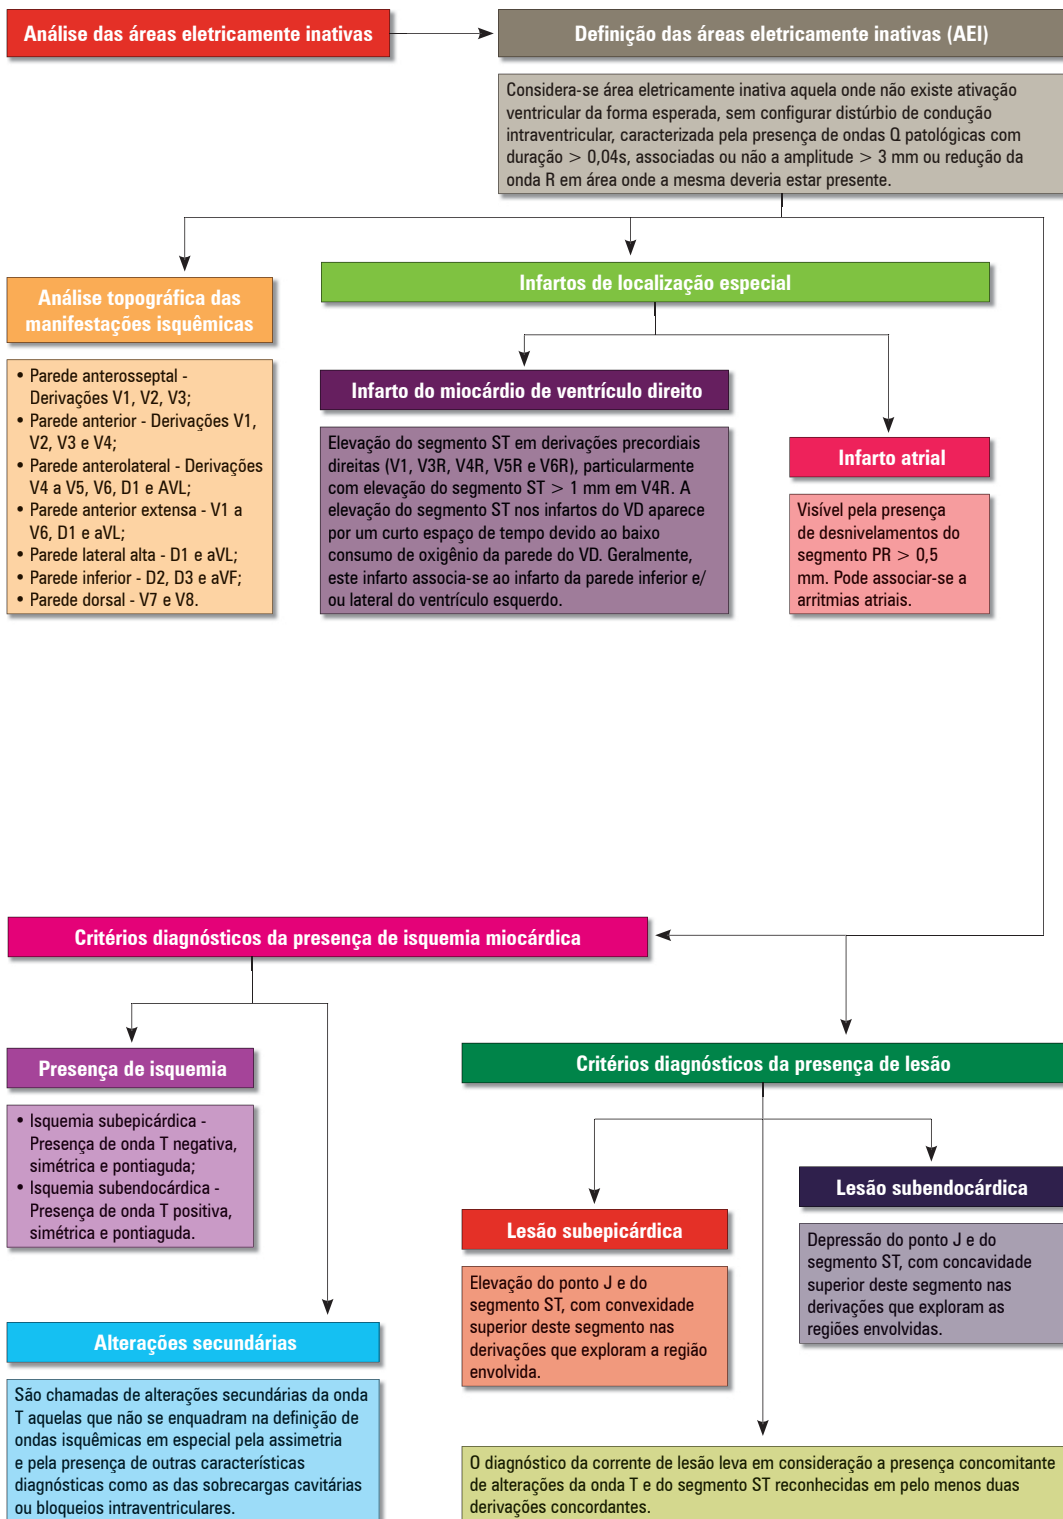 Análise das áreas eletricamente inativas
Definição das áreas eletricamente inativas (AEI)
Considera-se área eletricamente inativa aquela onde não existe ativação
ventricular da forma esperada, sem configurar distúrbio de condução
intraventricular, caracterizada pela presença de ondas Q patológicas com
duração > 0,04s, associadas ou não a amplitude > 3 mm ou redução da
onda R em área onde a mesma deveria estar presente.
Análise topográfica das
manifestações isquêmicas
• Parede anterosseptal -
Derivações V1, V2, V3;
• Parede anterior - Derivações V1,
V2, V3 e V4;
• Parede anterolateral - Derivações
V4 a V5, V6, D1 e AVL;
• Parede anterior extensa - V1 a
V6, D1 e aVL;
• Parede lateral alta - D1 e aVL;
• Parede inferior - D2, D3 e aVF;
• Parede dorsal - V7 e V8.
Infartos de localização especial
Infarto do miocárdio de ventrículo direito
Elevação do segmento ST em derivações precordiais
direitas (V1, V3R, V4R, V5R e V6R), particularmente
com elevação do segmento ST > 1 mm em V4R. A
elevação do segmento ST nos infartos do VD aparece
por um curto espaço de tempo devido ao baixo
consumo de oxigênio da parede do VD. Geralmente,
este infarto associa-se ao infarto da parede inferior e/
ou lateral do ventrículo esquerdo.
Infarto atrial
Visível pela presença
de desnivelamentos do
segmento PR > 0,5
mm. Pode associar-se a
arritmias atriais.
Critérios diagnósticos da presença de isquemia miocárdica
Presença de isquemia
• Isquemia subepicárdica -
Presença de onda T negativa,
simétrica e pontiaguda;
• Isquemia subendocárdica -
Presença de onda T positiva,
simétrica e pontiaguda.
Alterações secundárias
São chamadas de alterações secundárias da onda
T aquelas que não se enquadram na definição de
ondas isquêmicas em especial pela assimetria
e pela presença de outras características
diagnósticas como as das sobrecargas cavitárias
ou bloqueios intraventriculares.
Critérios diagnósticos da presença de lesão
Lesão subepicárdica
Elevação do ponto J e do
segmento ST, com convexidade
superior deste segmento nas
derivações que exploram a região
envolvida.
Lesão subendocárdica
Depressão do ponto J e do
segmento ST, com concavidade
superior deste segmento nas
derivações que exploram as
regiões envolvidas.
O diagnóstico da corrente de lesão leva em consideração a presença concomitante
de alterações da onda T e do segmento ST reconhecidas em pelo menos duas
derivações concordantes.